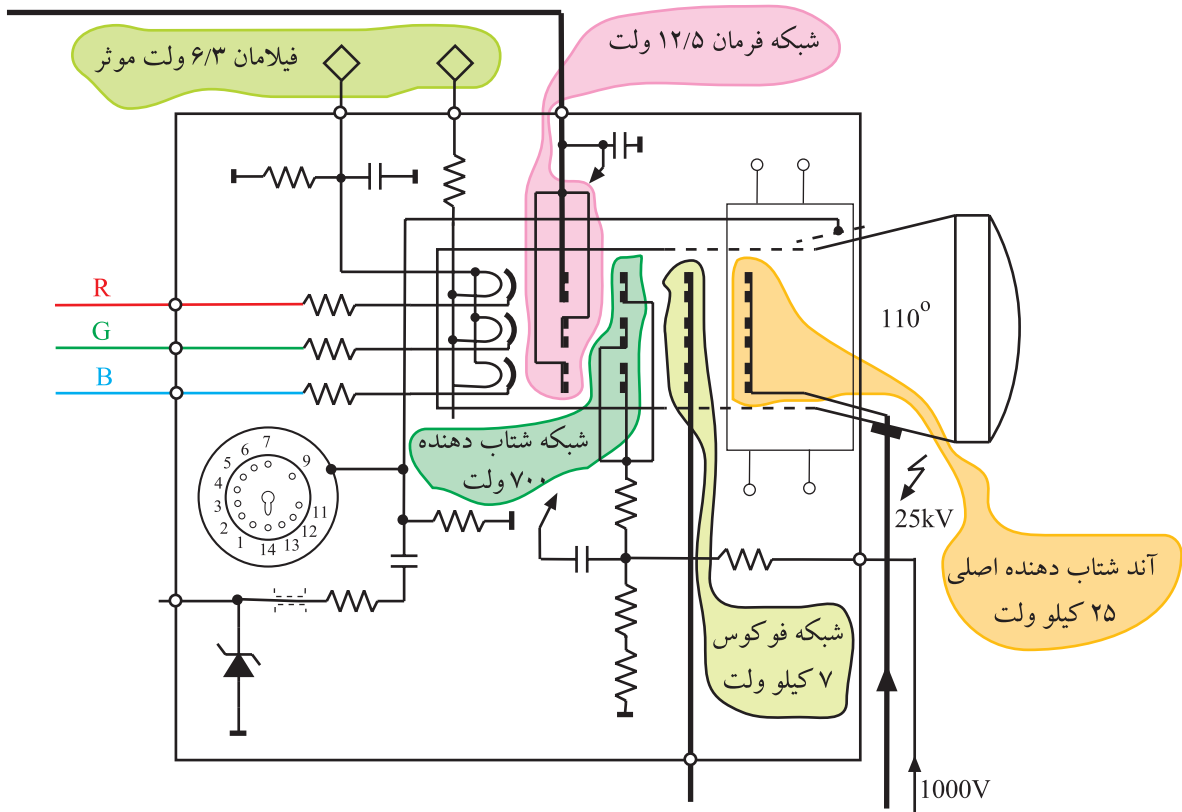 فیلامان ۶/۳ ولت موثر
شبکه فرمان ۱۲/۵ ولت
R
G
B
110°
شبکه شتاب دهنده
۷۰۰ ولت
7
6
5
4
3
2
1
14
13
12
11
9
25kV
آند شتاب دهنده اصلی
۲۵ کیلو ولت
شبکه فوکوس
۷ کیلو ولت
1000V